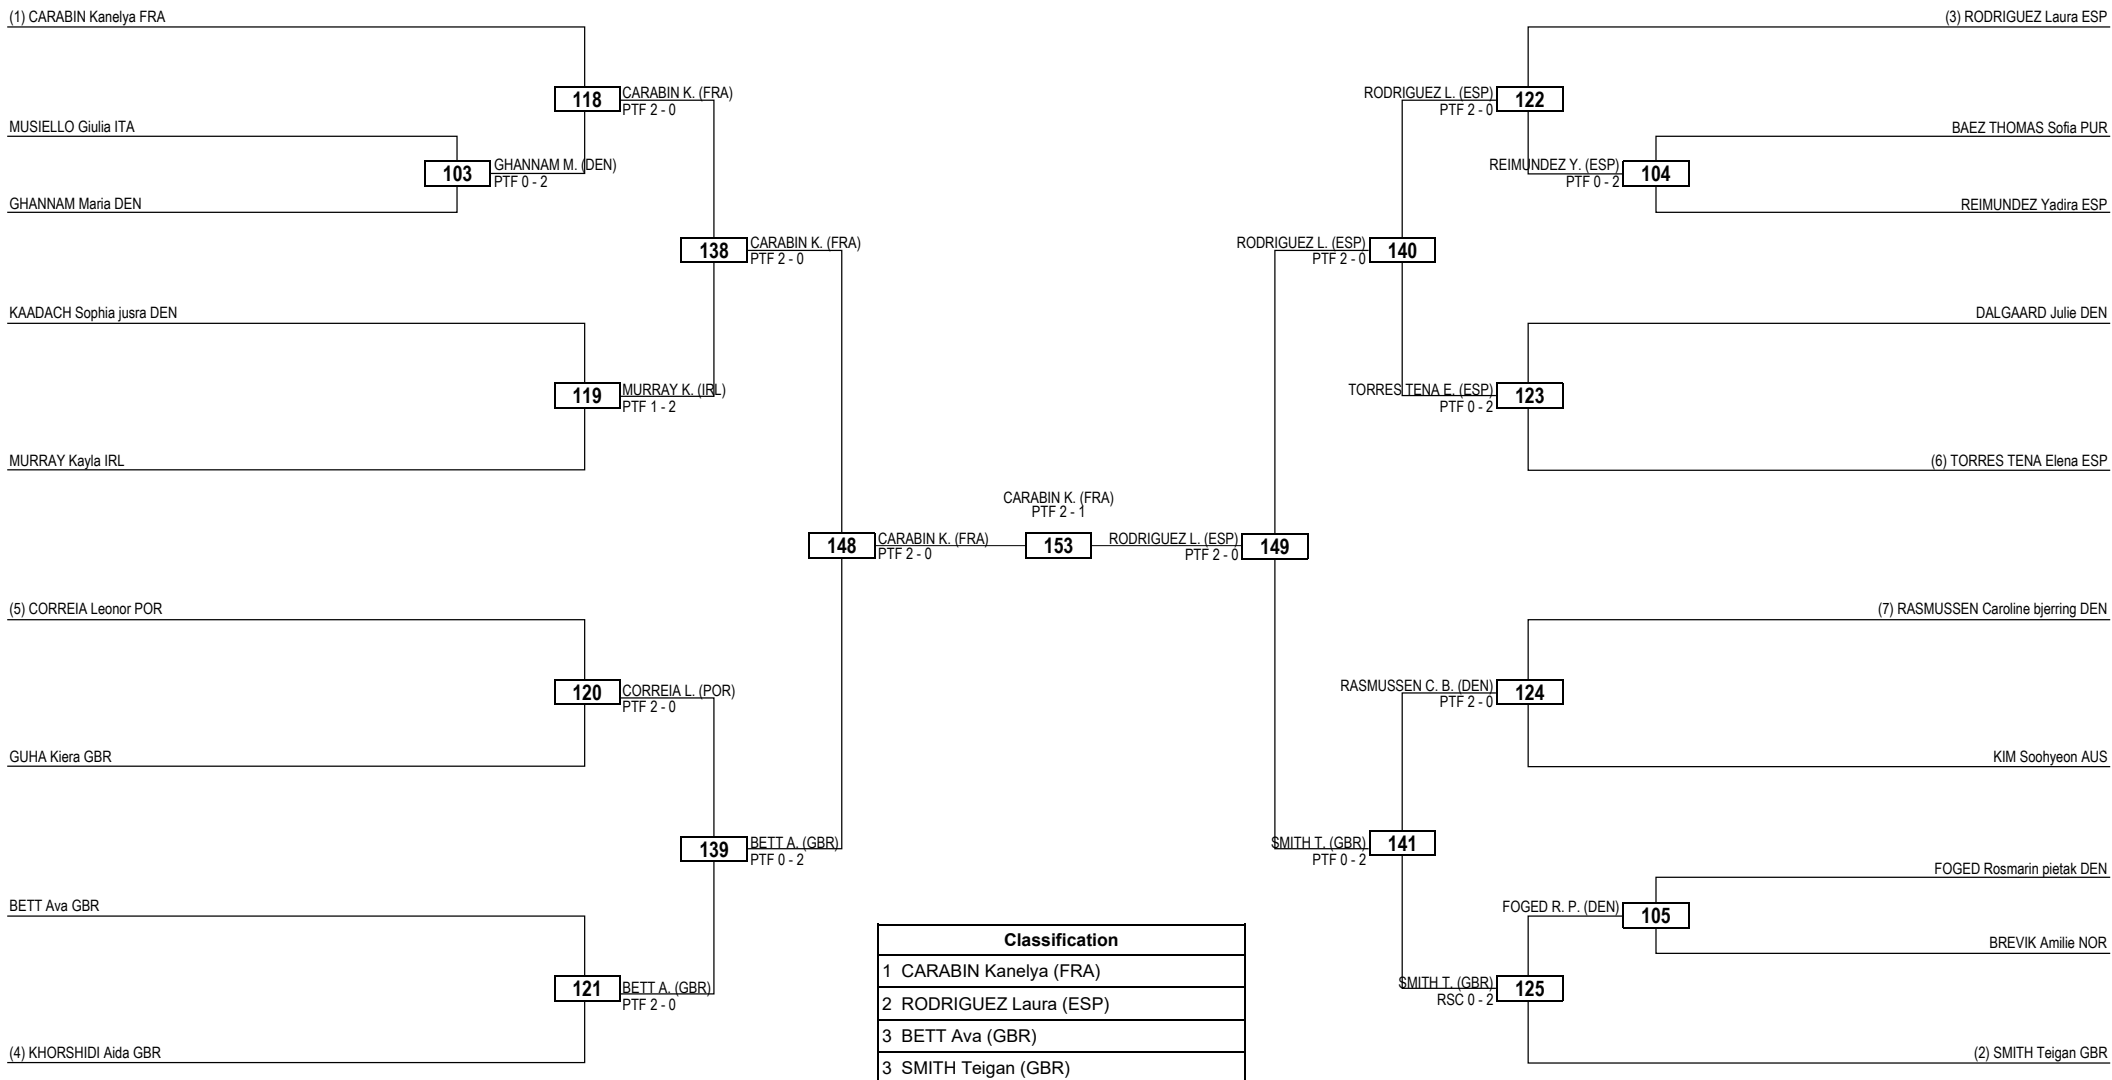 (1) CARABIN Kanelya FRA
118
CARABIN K. (FRA)
PTF 2 - 0
MUSIELLO Giulia ITA
103
GHANNAM M. (DEN)
PTF 0 - 2
GHANNAM Maria DEN
138
CARABIN K. (FRA)
PTF 2 - 0
KAADACH Sophia jusra DEN
119
MURRAY K. (IRL)
PTF 1 - 2
MURRAY Kayla IRL
148
CARABIN K. (FRA)
PTF 2 - 0
(5) CORREIA Leonor POR
120
CORREIA L. (POR)
PTF 2 - 0
GUHA Kiera GBR
139
BETT A. (GBR)
PTF 0 - 2
BETT Ava GBR
121
BETT A. (GBR)
PTF 2 - 0
(4) KHORSHIDI Aida GBR
CARABIN K. (FRA)
PTF 2 - 1
153
(3) RODRIGUEZ Laura ESP
RODRIGUEZ L. (ESP)
PTF 2 - 0
122
BAEZ THOMAS Sofia PUR
REIMUNDEZ Y. (ESP)
PTF 0 - 2
104
REIMUNDEZ Yadira ESP
RODRIGUEZ L. (ESP)
PTF 2 - 0
140
DALGAARD Julie DEN
TORRES TENA E. (ESP)
PTF 0 - 2
123
(6) TORRES TENA Elena ESP
RODRIGUEZ L. (ESP)
PTF 2 - 0
149
(7) RASMUSSEN Caroline bjerring DEN
RASMUSSEN C. B. (DEN)
PTF 2 - 0
124
KIM Soohyeon AUS
SMITH T. (GBR)
PTF 0 - 2
141
FOGED Rosmarin pietak DEN
FOGED R. P. (DEN)
105
BREVIK Amilie NOR
SMITH T. (GBR)
RSC 0 - 2
125
(2) SMITH Teigan GBR
Classification
1 CARABIN Kanelya (FRA)
2 RODRIGUEZ Laura (ESP)
3 BETT Ava (GBR)
3 SMITH Teigan (GBR)